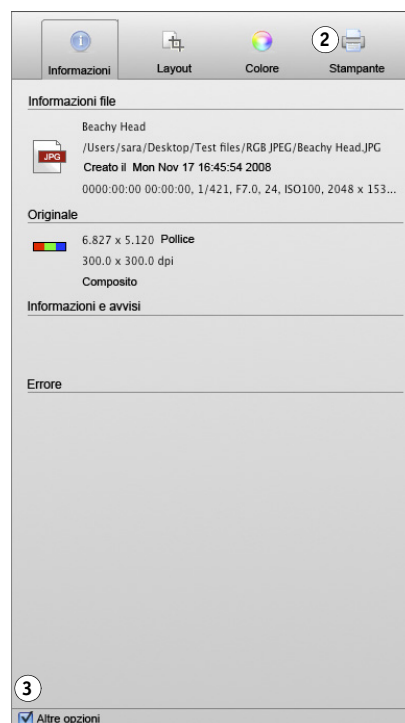 2
Informazioni Layout Colore Stampante
Informazioni file
Beachy Head
JPG
/Users/sara/Desktop/Test files/RGB JPEG/Beachy Head.JPG
Creato il Mon Nov 17 16:45:54 2008
0000:00:00 00:00:00, 1/421, F7.0, 24, ISO100, 2048 x 153...
Originale
6.827 x 5.120 Pollice
300.0 x 300.0 dpi
Composito
Informazioni e avvisi
Errore
3
Altre opzioni